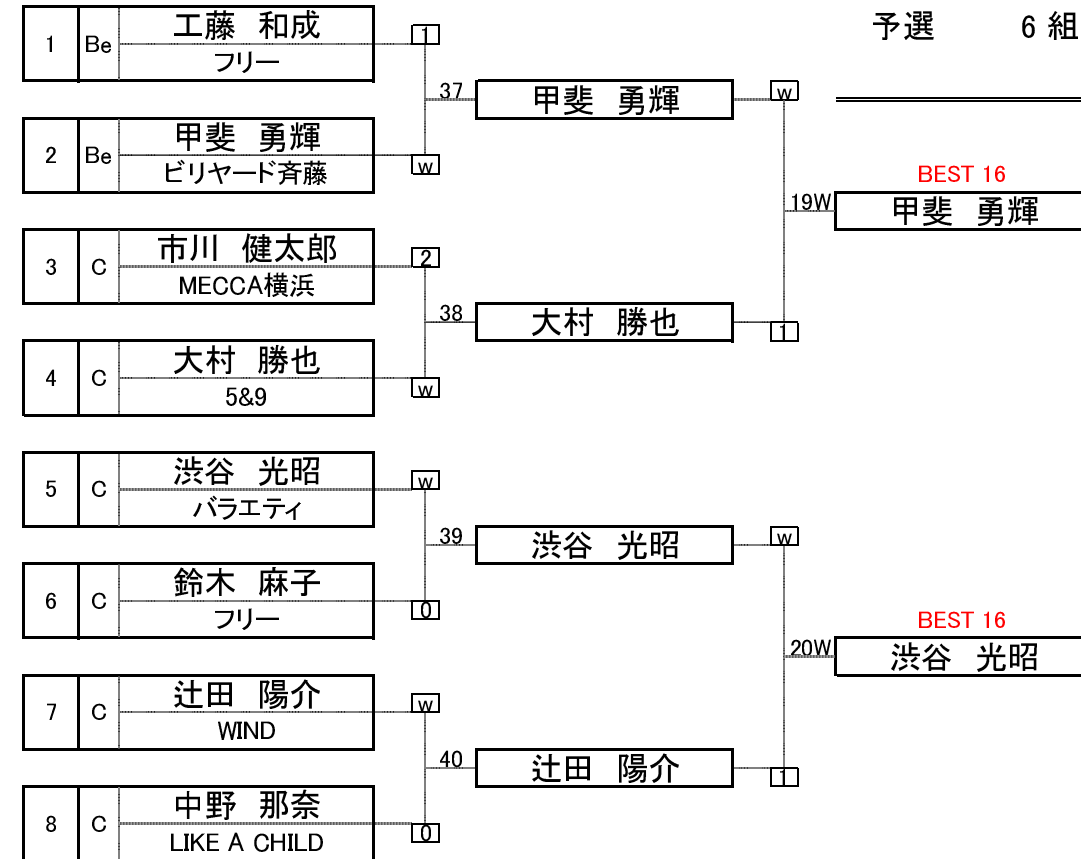 予選 6 組
1 Be 工藤 和成 1
フリー
37 甲斐 勇輝 w
2 Be 甲斐 勇輝 w
ビリヤード斉藤
BEST 16
19W 甲斐 勇輝
3 C 市川 健太郎 2
MECCA横浜
38 大村 勝也 1
4 C 大村 勝也 w
5&9
5 C 渋谷 光昭 w
バラエティ
39 渋谷 光昭 w
6 C 鈴木 麻子 0
フリー
BEST 16
20W 渋谷 光昭
7 C 辻田 陽介 w
WIND
40 辻田 陽介 1
8 C 中野 那奈 0
LIKE A CHILD